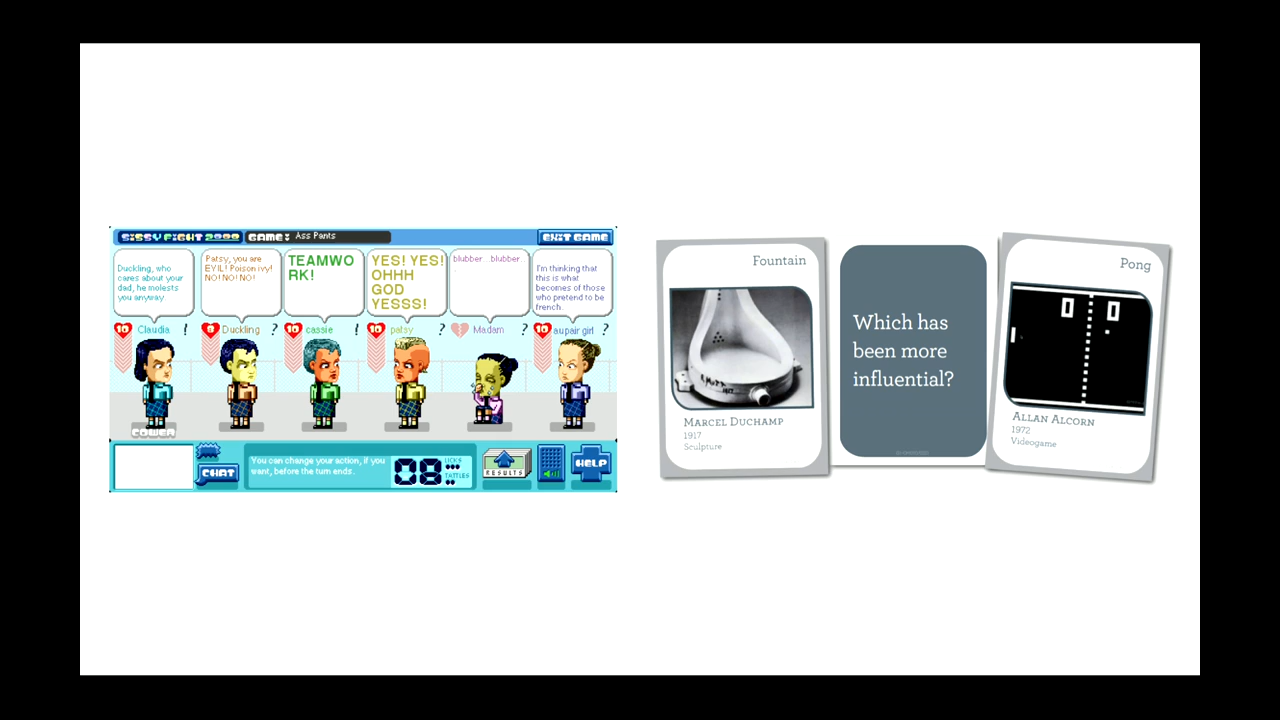 SiSSY FiGHT 2000 GAME: Ass Pants EXiT GAME
Duckling, who
cares about your
dad, he molests
you anyway.
Patsy, you are
EVIL! Poison ivy!
NO! NO! NO!
TEAMWO
RK!
YES! YES!
OHHH
GOD
YESSS!
blubber blubber
I'm thinking that
this is what
becomes of those
who pretend to be
french.
10 Claudia !
Duckling ?
10 cassie !
10 patsy ?
Madam ?
10 aupair girl ?
COWER
CHAT
You can change your action, if you
want, before the turn ends.
08
LICKS
TATTLES
RESULTS
HELP
Fountain
MARCEL DUCHAMP
1917
Sculpture
Which has
been more
influential?
Pong
0 0
ALLAN ALCORN
1972
Videogame